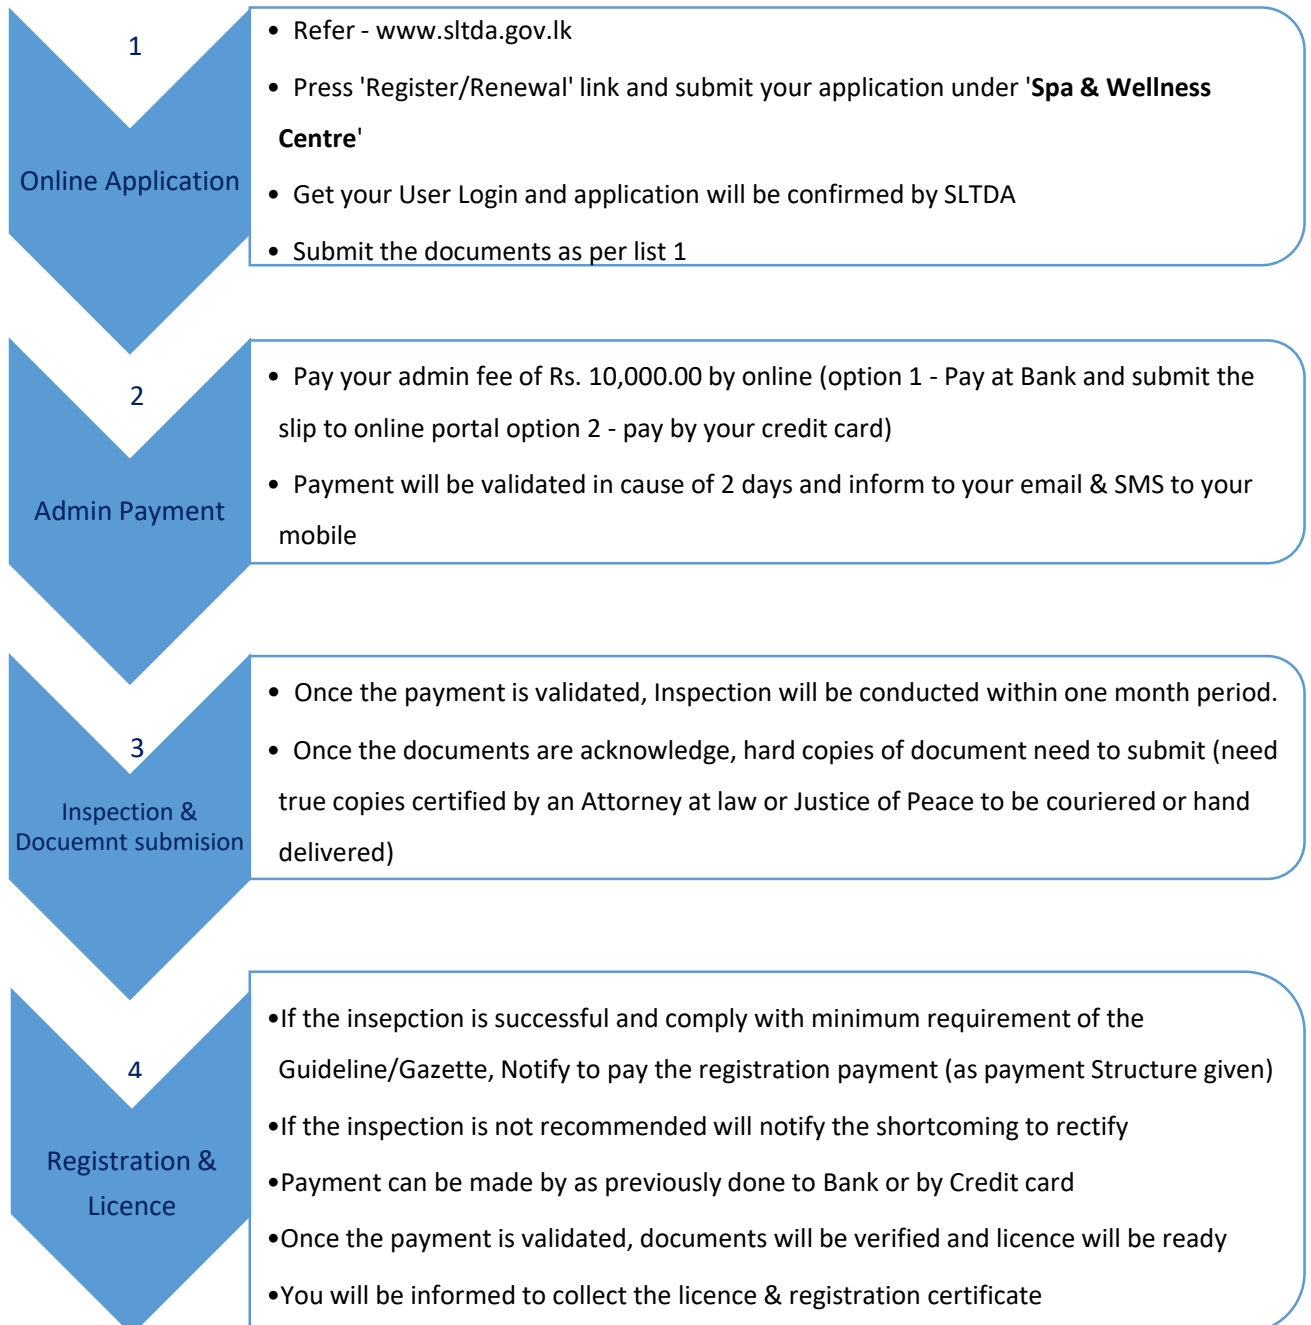 1
Online Application
• Refer - www.sltda.gov.lk
• Press 'Register/Renewal' link and submit your application under 'Spa & Wellness
Centre'
• Get your User Login and application will be confirmed by SLTDA
• Submit the documents as per list 1
2
Admin Payment
• Pay your admin fee of Rs. 10,000.00 by online (option 1 - Pay at Bank and submit the
slip to online portal option 2 - pay by your credit card)
• Payment will be validated in cause of 2 days and inform to your email & SMS to your
mobile
3
Inspection &
Docuemnt submision
• Once the payment is validated, Inspection will be conducted within one month period.
• Once the documents are acknowledge, hard copies of document need to submit (need
true copies certified by an Attorney at law or Justice of Peace to be couriered or hand
delivered)
4
Registration &
Licence
•If the insepction is successful and comply with minimum requirement of the
Guideline/Gazette, Notify to pay the registration payment (as payment Structure given)
•If the inspection is not recommended will notify the shortcoming to rectify
•Payment can be made by as previously done to Bank or by Credit card
•Once the payment is validated, documents will be verified and licence will be ready
•You will be informed to collect the licence & registration certificate